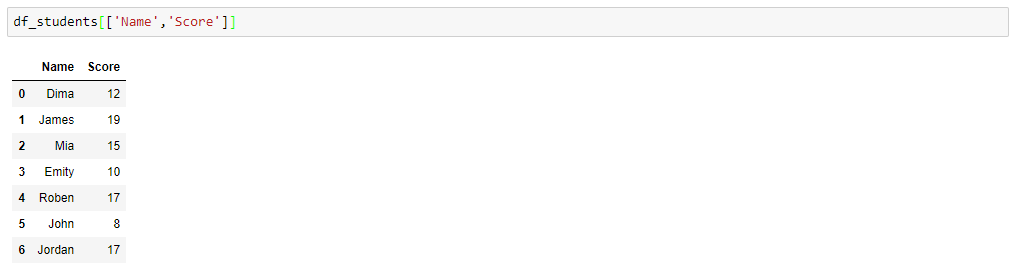 df_students[['Name','Score']]
Name Score
0 Dima 12
1 James 19
2 Mia 15
3 Emity 10
4 Roben 17
5 John 8
6 Jordan 17